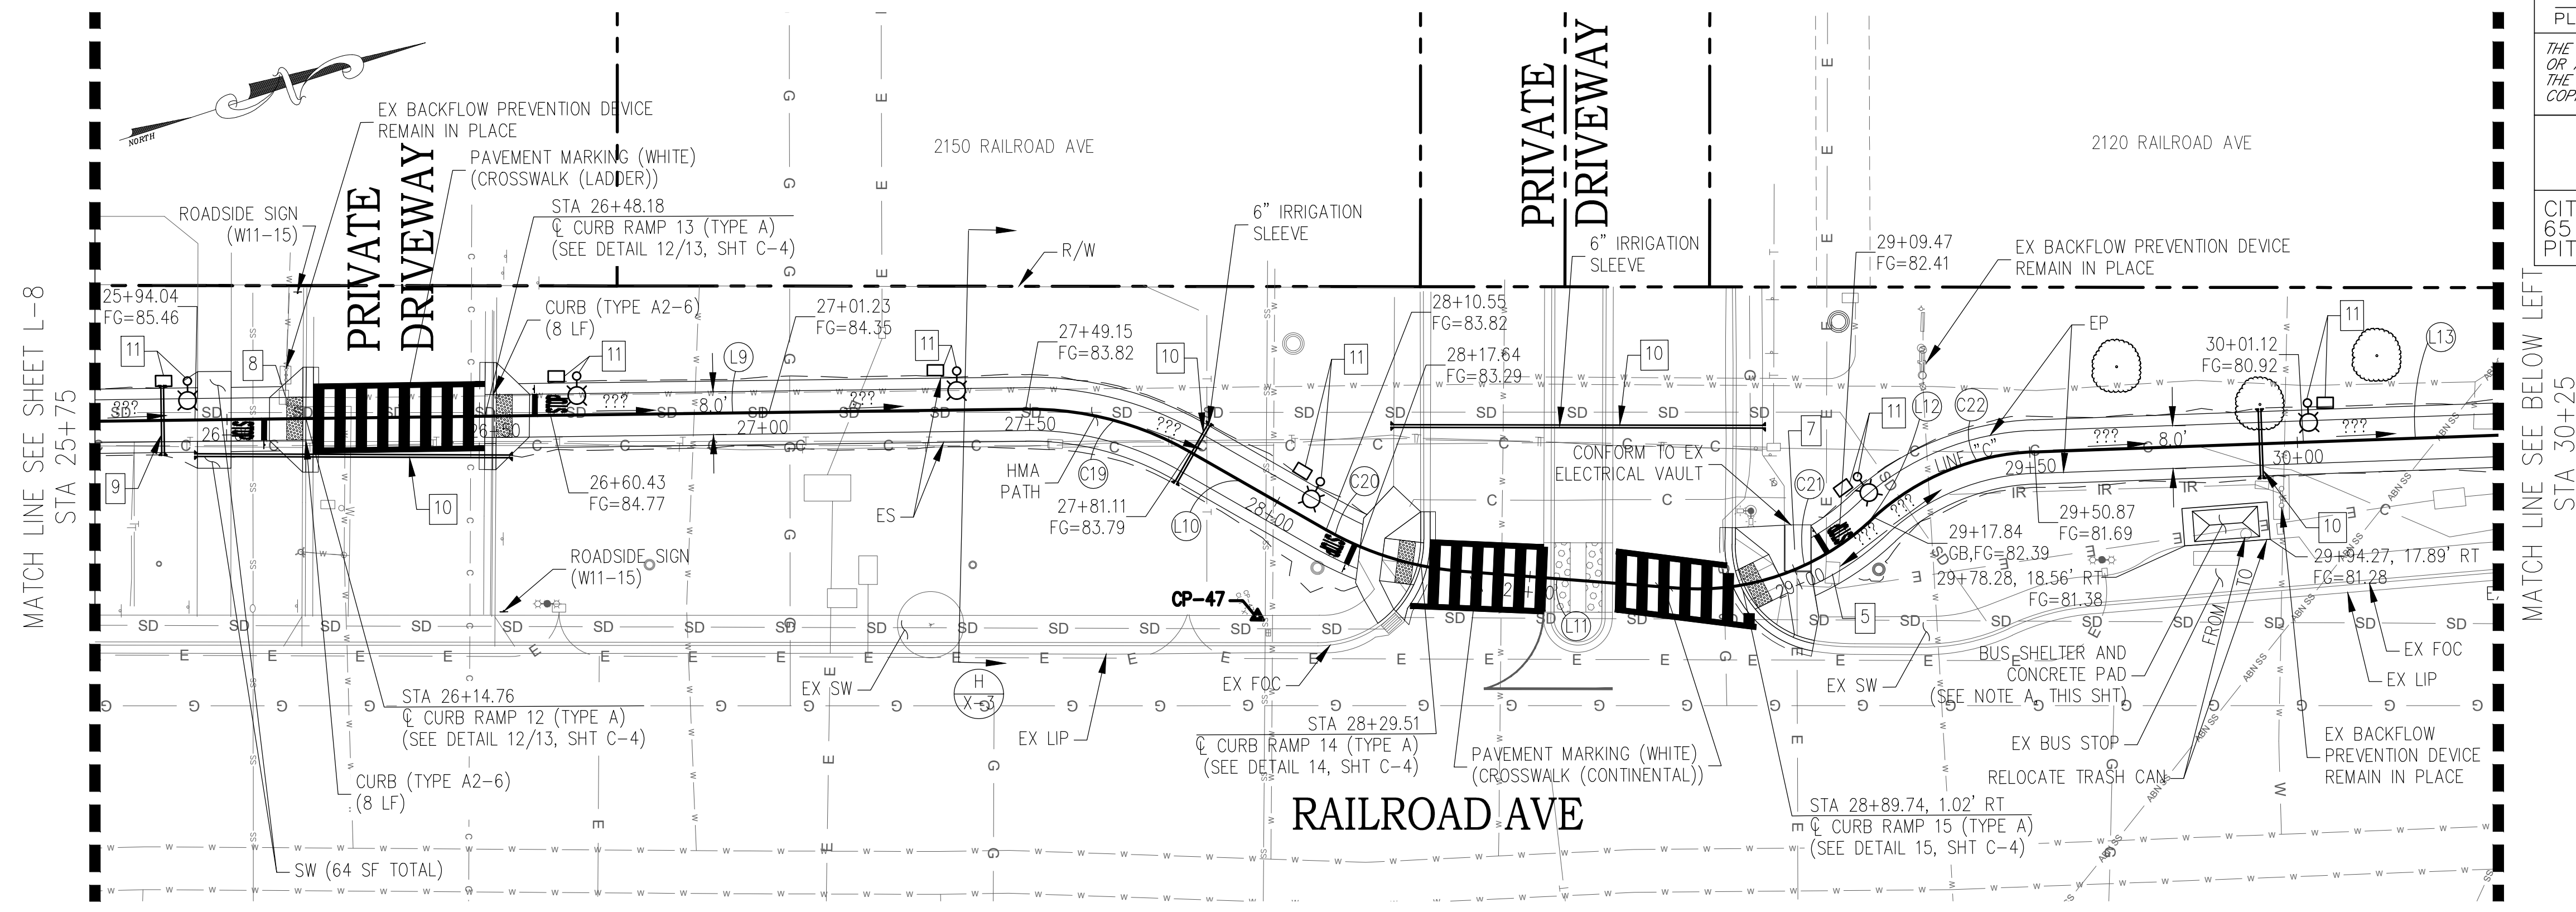 MATCH LINE SEE SHEET L-8
STA 25+75
NORTH
EX BACKFLOW PREVENTION DEVICE
REMAIN IN PLACE
PAVEMENT MARKING (WHITE)
(CROSSWALK (LADDER))
ROADSIDE SIGN
(W11-15)
PRIVATE
DRIVEWAY
STA 26+48.18
℄ CURB RAMP 13 (TYPE A)
(SEE DETAIL 12/13, SHT C-4)
2150 RAILROAD AVE
6" IRRIGATION
SLEEVE
R/W
PRIVATE
DRIVEWAY
6" IRRIGATION
SLEEVE
2120 RAILROAD AVE
29+09.47
FG=82.41
EX BACKFLOW PREVENTION DEVICE
REMAIN IN PLACE
25+94.04
FG=85.46
CURB (TYPE A2-6)
(8 LF)
27+01.23
FG=84.35
27+49.15
FG=83.82
28+10.55
FG=83.82
28+17.64
FG=83.29
EP
30+01.12
FG=80.92
11
8
11
L9
11
10
11
10
11
L12
C22
11
L13
8.0'
27+00
27+50
8.0'
9
10
26+60.43
FG=84.77
ES
HMA
PATH
C19
27+81.11
FG=83.79
L10
28+00
C20
CONFORM TO EX
ELECTRICAL VAULT
7
C21
LINE "C"
29+50
30+00
29+17.84
GB,FG=82.39
29+50.87
FG=81.69
10
29+94.27, 17.89' RT
FG=81.28
29+78.28, 18.56' RT
FG=81.38
ROADSIDE SIGN
(W11-15)
CP-47
L11
29+00
5
FROM
TO
STA 26+14.76
℄ CURB RAMP 12 (TYPE A)
(SEE DETAIL 12/13, SHT C-4)
CURB (TYPE A2-6)
(8 LF)
SW (64 SF TOTAL)
EX SW
H
X-3
EX LIP
EX FOC
STA 28+29.51
℄ CURB RAMP 14 (TYPE A)
(SEE DETAIL 14, SHT C-4)
PAVEMENT MARKING (WHITE)
(CROSSWALK (CONTINENTAL))
RAILROAD AVE
EX SW
BUS SHELTER AND
CONCRETE PAD
(SEE NOTE A, THIS SHT)
EX BUS STOP
RELOCATE TRASH CAN
STA 28+89.74, 1.02' RT
℄ CURB RAMP 15 (TYPE A)
(SEE DETAIL 15, SHT C-4)
EX FOC
EX LIP
EX BACKFLOW
PREVENTION DEVICE
REMAIN IN PLACE
MATCH LINE SEE BELOW LEFT
STA 30+25
PL
THE
OR
THE
COP
CIT
65
PIT